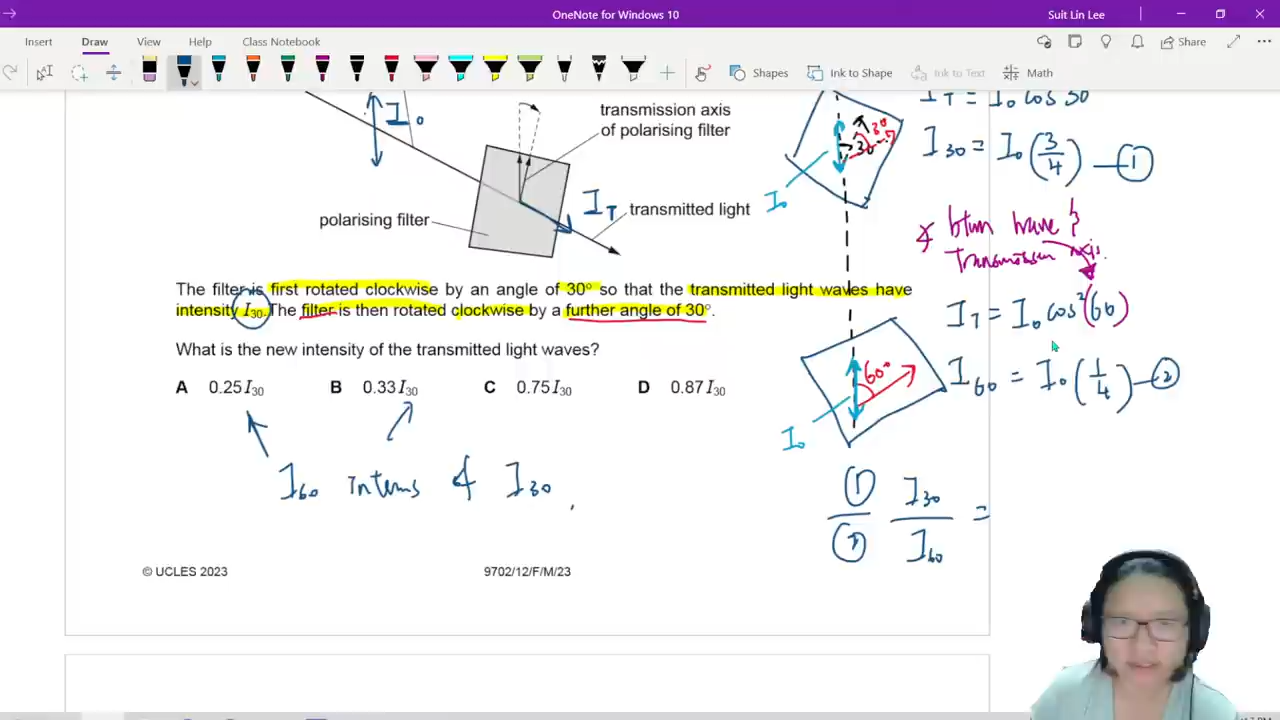 OneNote for Windows 10
Suit Lin Lee
Insert Draw View Help Class Notebook
Share
Shapes Ink to Shape Ink to Text Math
I₀
transmission axis
of polarising filter
I_T
transmitted light
polarising filter
The filter is first rotated clockwise by an angle of 30° so that the transmitted light waves have
intensity I₃₀. The filter is then rotated clockwise by a further angle of 30°.
What is the new intensity of the transmitted light waves?
A 0.25 I₃₀ B 0.33 I₃₀ C 0.75 I₃₀ D 0.87 I₃₀
I₆₀ interms of I₃₀
© UCLES 2023
9702/12/F/M/23
30
I₀
I_T = I₀ cos 30
I₃₀ = I₀ (3/4) — ①
∡ btwn wave &
Transmission axis.
I_T = I₀ cos²(60)
60°
I₀
I₆₀ = I₀ (1/4) — ②
①/② I₃₀/I₆₀ =